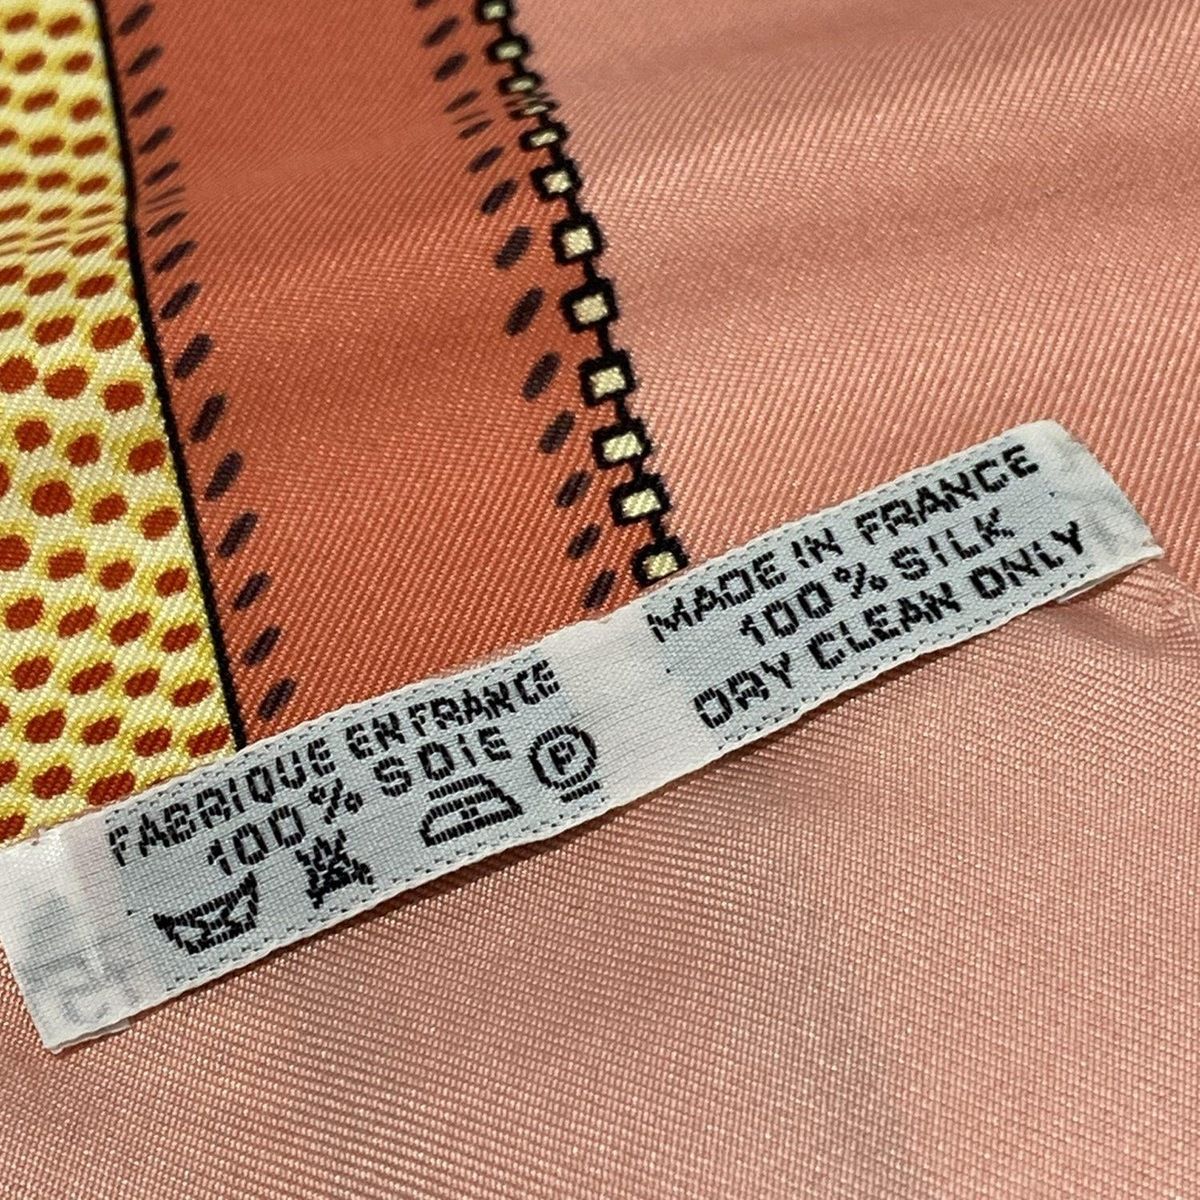 FABRIQUE EN FRANCE
100% SOIE
P
MADE IN FRANCE
100% SILK
DRY CLEAN ONLY